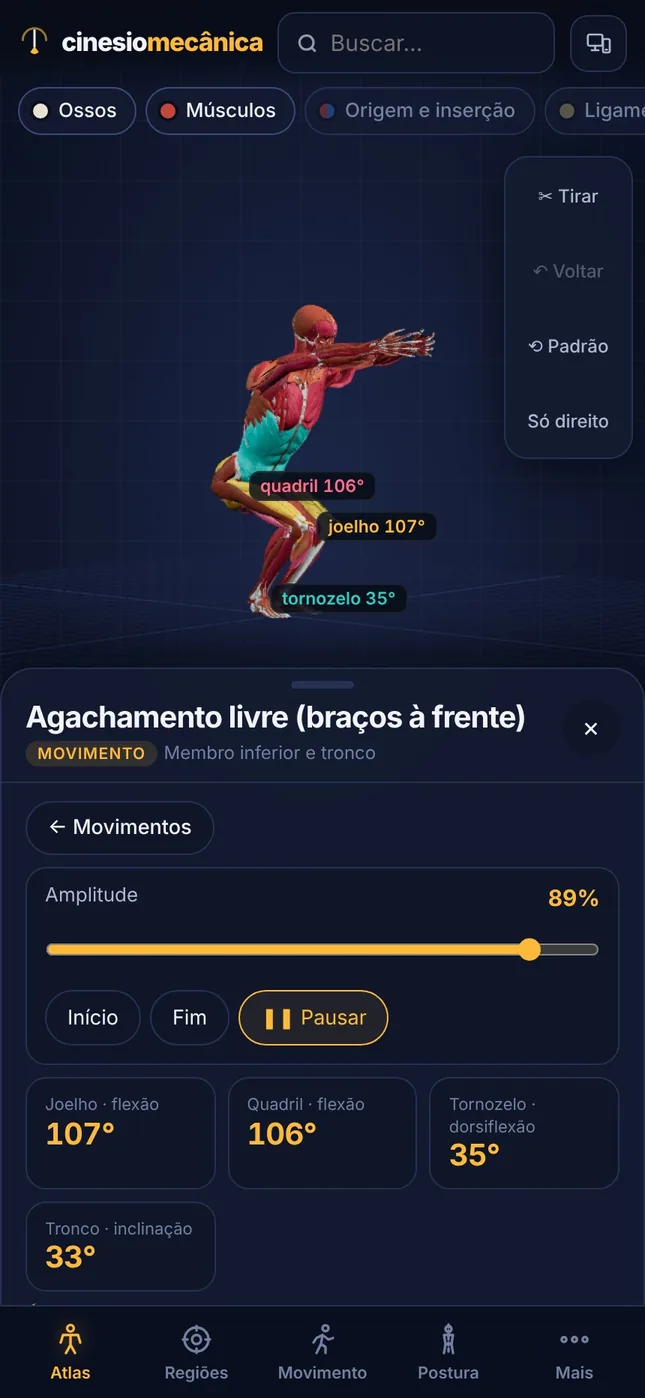 cinesiomecânica
Buscar...
Ossos
Músculos
Origem e inserção
Ligame
✂ Tirar
↶ Voltar
⟲ Padrão
Só direito
quadril 106°
joelho 107°
tornozelo 35°
Agachamento livre (braços à frente)
×
MOVIMENTO Membro inferior e tronco
← Movimentos
Amplitude
89%
Início
Fim
❚❚ Pausar
Joelho · flexão
107°
Quadril · flexão
106°
Tornozelo ·
dorsiflexão
35°
Tronco · inclinação
33°
Atlas
Regiões
Movimento
Postura
Mais